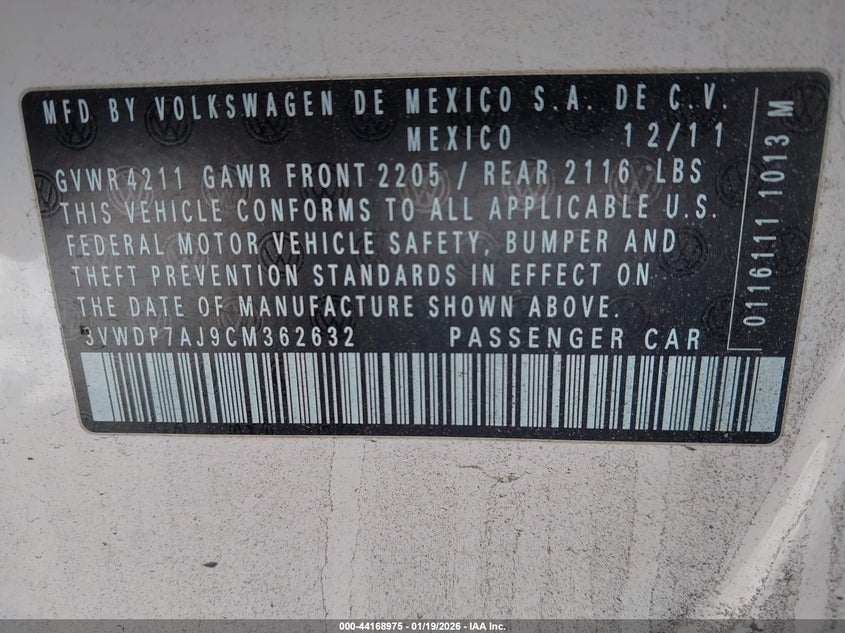 MFD BY VOLKSWAGEN DE MEXICO S.A. DE C.V.
MEXICO 12/11
GVWR 4211 GAWR FRONT 2205 / REAR 2116 LBS
THIS VEHICLE CONFORMS TO ALL APPLICABLE U.S.
FEDERAL MOTOR VEHICLE SAFETY, BUMPER AND
THEFT PREVENTION STANDARDS IN EFFECT ON
THE DATE OF MANUFACTURE SHOWN ABOVE.
3VWDP7AJ9CM362632 PASSENGER CAR
0116111 1013 M
000-44168975 - 01/19/2026 - IAA Inc.